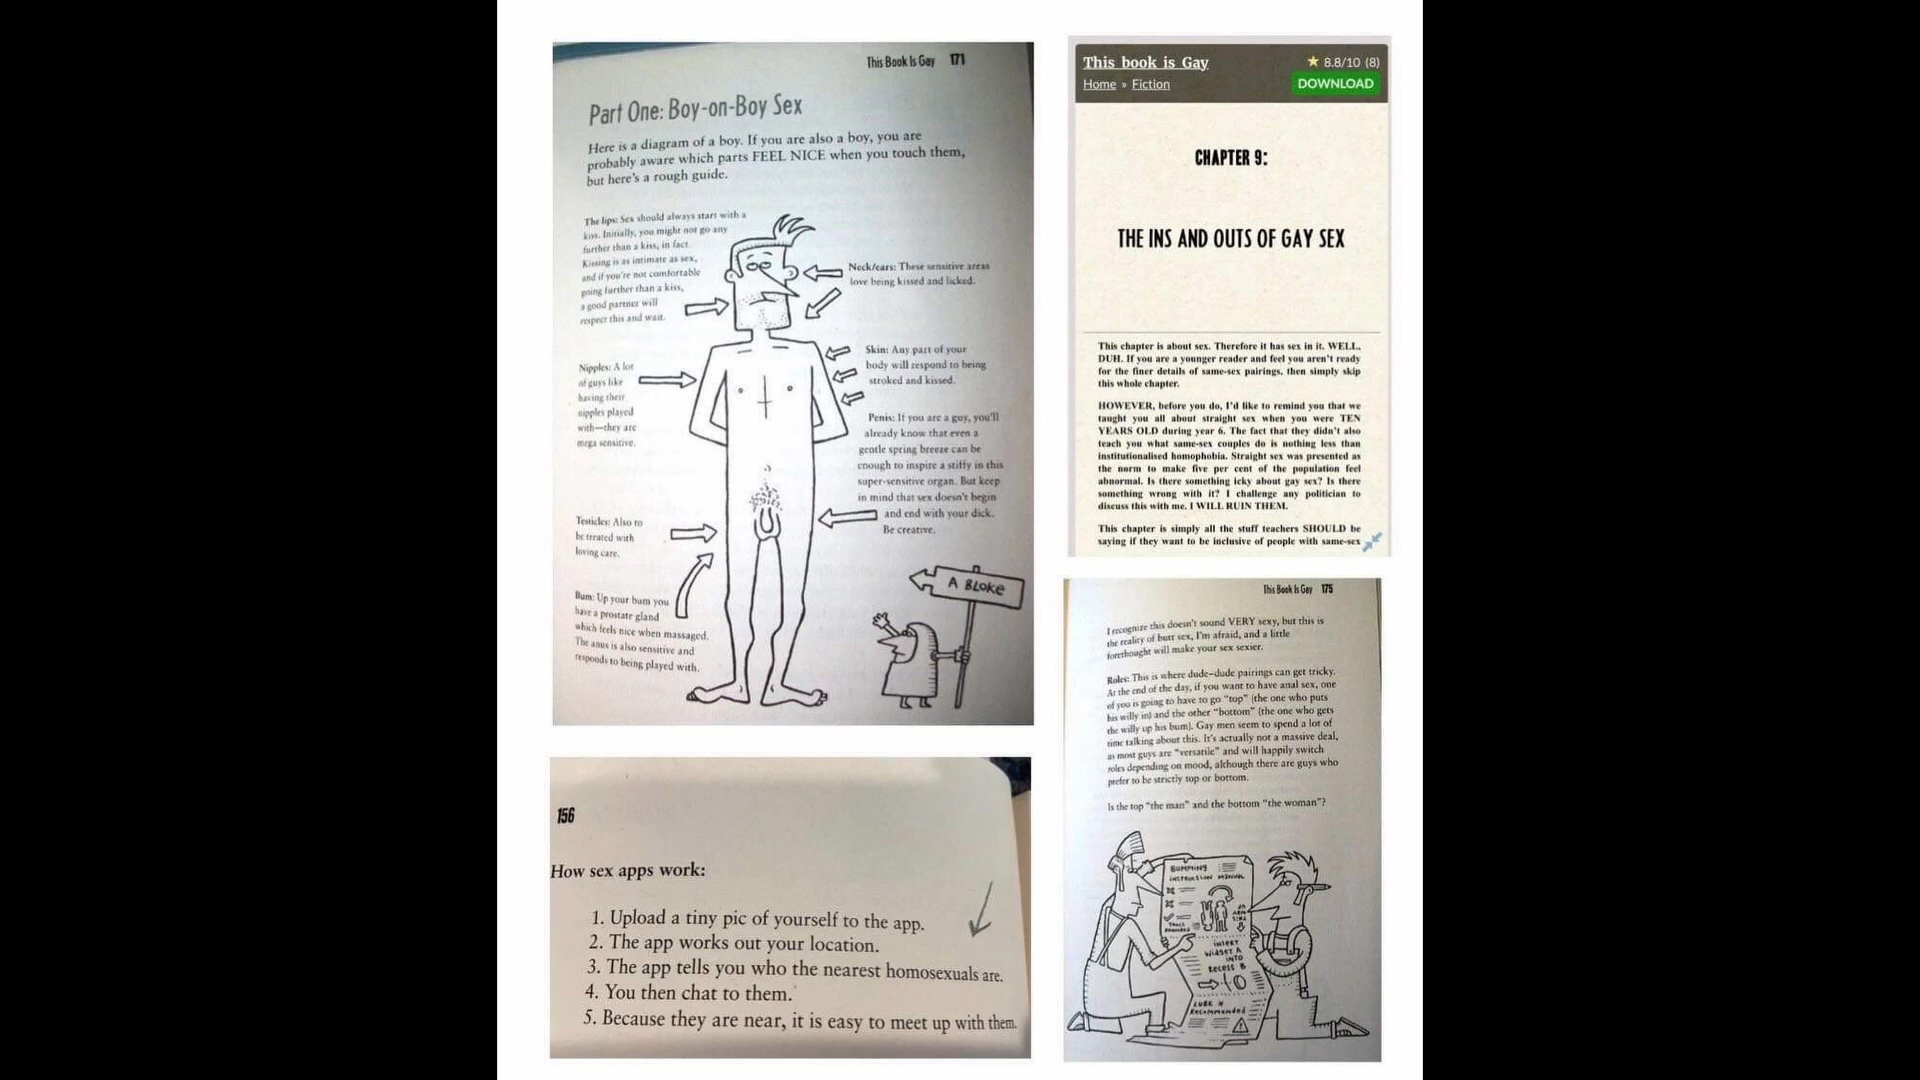 This Book Is Gay 171
Part One: Boy-on-Boy Sex
Here is a diagram of a boy. If you are also a boy, you are
probably aware which parts FEEL NICE when you touch them,
but here's a rough guide.
The lips: Sex should always start with a
kiss. Initially, you might not go any
further than a kiss, in fact.
Kissing is as intimate as sex,
and if you're not comfortable
going further than a kiss,
a good partner will
respect this and wait.
Neck/ears: These sensitive areas
love being kissed and licked.
Skin: Any part of your
body will respond to being
stroked and kissed.
Nipples: A lot
of guys like
having their
nipples played
with—they are
mega sensitive.
Penis: If you are a guy, you'll
already know that even a
gentle spring breeze can be
enough to inspire a stiffy in this
super-sensitive organ. But keep
in mind that sex doesn't begin
and end with your dick.
Be creative.
Testicles: Also to
be treated with
loving care.
Bum: Up your bum you
have a prostate gland
which feels nice when massaged.
The anus is also sensitive and
responds to being played with.
A BLOKE
This book is Gay
8.8/10 (8)
Home » Fiction
DOWNLOAD
CHAPTER 9:
THE INS AND OUTS OF GAY SEX
This chapter is about sex. Therefore it has sex in it. WELL,
DUH. If you are a younger reader and feel you aren't ready
for the finer details of same-sex pairings, then simply skip
this whole chapter.
HOWEVER, before you do, I'd like to remind you that we
taught you all about straight sex when you were TEN
YEARS OLD during year 6. The fact that they didn't also
teach you what same-sex couples do is nothing less than
institutionalised homophobia. Straight sex was presented as
the norm to make five per cent of the population feel
abnormal. Is there something icky about gay sex? Is there
something wrong with it? I challenge any politician to
discuss this with me. I WILL RUIN THEM.
This chapter is simply all the stuff teachers SHOULD be
saying if they want to be inclusive of people with same-sex
156
How sex apps work:
1. Upload a tiny pic of yourself to the app.
2. The app works out your location.
3. The app tells you who the nearest homosexuals are.
4. You then chat to them.
5. Because they are near, it is easy to meet up with them.
This Book Is Gay 175
I recognize this doesn't sound VERY sexy, but this is
the reality of butt sex, I'm afraid, and a little
forethought will make your sex sexier.
Roles: This is where dude–dude pairings can get tricky.
At the end of the day, if you want to have anal sex, one
of you is going to have to go "top" (the one who puts
his willy in) and the other "bottom" (the one who gets
the willy up his bum). Gay men seem to spend a lot of
time talking about this. It's actually not a massive deal,
as most guys are "versatile" and will happily switch
roles depending on mood, although there are guys who
prefer to be strictly top or bottom.
Is the top "the man" and the bottom "the woman"?
BUMMING
INSTRUCTION MANUAL
INSERT
WIDGET A
INTO
RECESS B
LUBE IS
RECOMMENDED